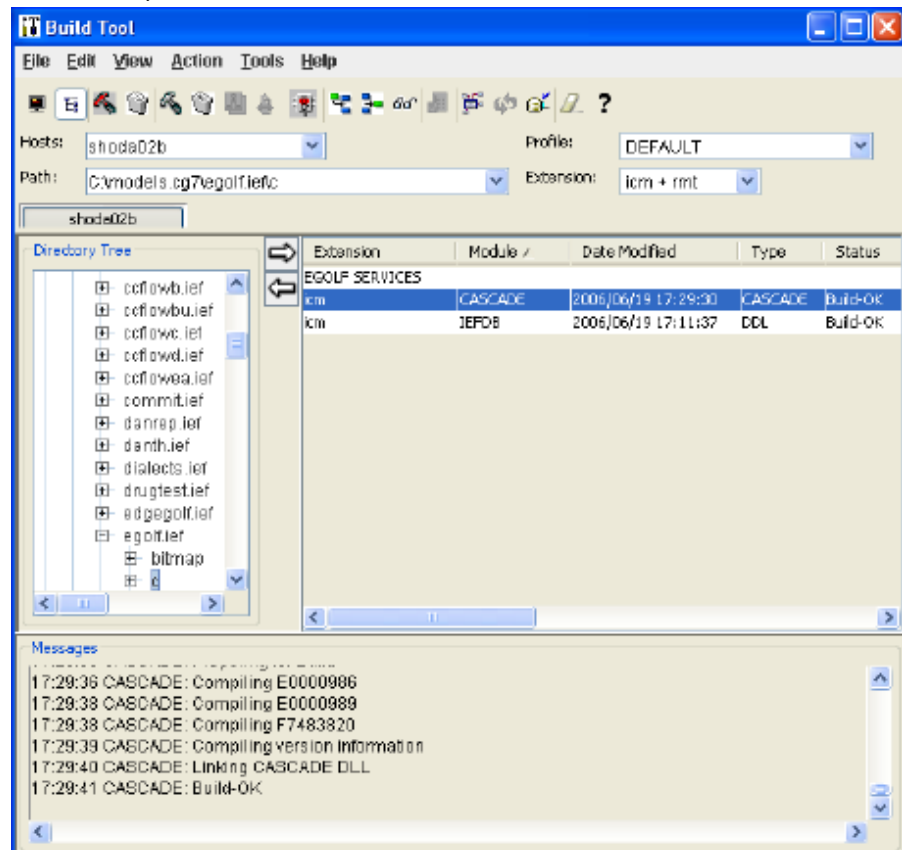 Build Tool
File Edit View Action Tools Help
Hosts: shoda02b Profile: DEFAULT
Path: C:\models.cg7\egolf.ief\c Extension: icm + rmt
shoda02b
Directory Tree
ccflowb.ief
ccflowbu.ief
ccflowc.ief
ccflowd.ief
ccflowea.ief
commit.ief
danrep.ief
danth.ief
dialects.ief
drugtest.ief
edgegolf.ief
egolf.ief
bitmap
c
Extension Module / Date Modified Type Status
EGOLF SERVICES
icm CASCADE 2006/06/19 17:29:30 CASCADE Build-OK
icm IEFDB 2006/06/19 17:11:37 DDL Build-OK
Messages
17:29:36 CASCADE: Compiling E0000986
17:29:38 CASCADE: Compiling E0000989
17:29:38 CASCADE: Compiling F7483820
17:29:39 CASCADE: Compiling version information
17:29:40 CASCADE: Linking CASCADE DLL
17:29:41 CASCADE: Build-OK